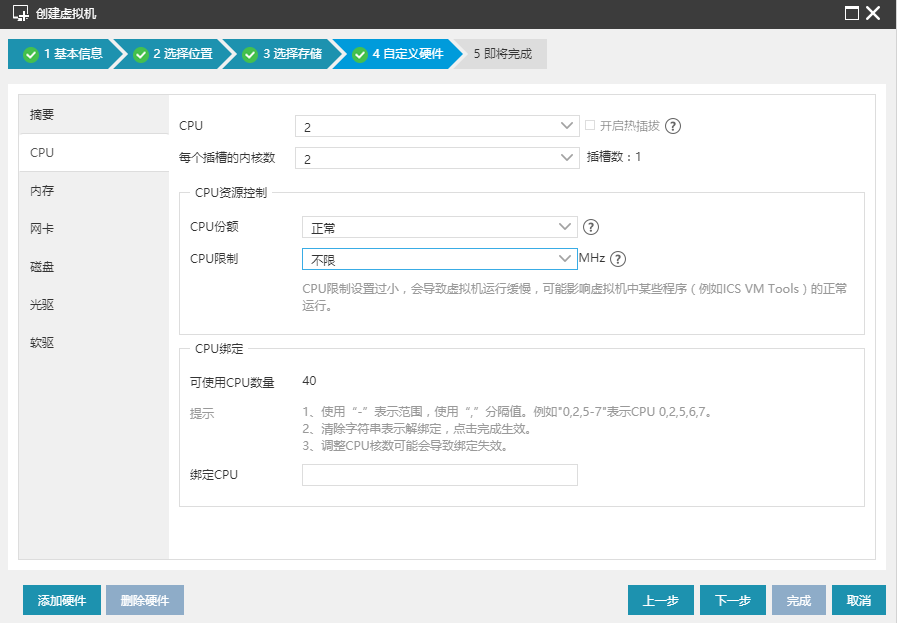 创建虚拟机
1 基本信息 2 选择位置 3 选择存储 4 自定义硬件 5 即将完成
摘要
CPU
内存
网卡
磁盘
光驱
软驱
CPU 2 开启热插拔 ?
每个插槽的内核数 2 插槽数：1
CPU资源控制
CPU份额 正常 ?
CPU限制 不限 MHz ?
CPU限制设置过小，会导致虚拟机运行缓慢，可能影响虚拟机中某些程序（例如ICS VM Tools）的正常
运行。
CPU绑定
可使用CPU数量 40
提示 1、使用“-”表示范围，使用“,”分隔值。例如"0,2,5-7"表示CPU 0,2,5,6,7。
2、清除字符串表示解绑定，点击完成生效。
3、调整CPU核数可能会导致绑定失效。
绑定CPU
添加硬件 删除硬件 上一步 下一步 完成 取消